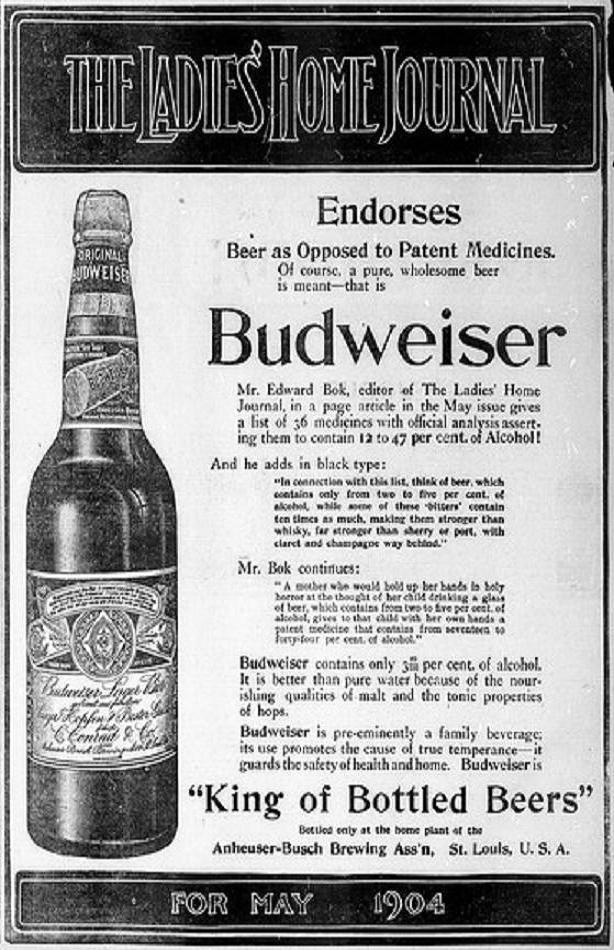 THE LADIES' HOME JOURNAL
Endorses
Beer as Opposed to Patent Medicines.
Of course, a pure, wholesome beer
is meant—that is
Budweiser
Mr. Edward Bok, editor of The Ladies' Home
Journal, in a page article in the May issue gives
a list of 36 medicines with official analysis assert-
ing them to contain 12 to 47 per cent. of Alcohol!
And he adds in black type:
"In connection with this list, think of beer, which
contains only from two to five per cent. of
alcohol, while some of these 'bitters' contain
ten times as much, making them stronger than
whisky, far stronger than sherry or port, with
claret and champagne way behind."
Mr. Bok continues:
"A mother who would hold up her hands in holy
horror at the thought of her child drinking a glass
of beer, which contains from two to five per cent. of
alcohol, gives to that child with her own hands a
patent medicine that contains from seventeen to
forty-four per cent. of alcohol."
Budweiser contains only 3 per cent. of alcohol.
It is better than pure water because of the nour-
ishing qualities of malt and the tonic properties
of hops.
Budweiser is pre-eminently a family beverage;
its use promotes the cause of true temperance—it
guards the safety of health and home. Budweiser is
"King of Bottled Beers"
Bottled only at the home plant of the
Anheuser-Busch Brewing Ass'n, St. Louis, U. S. A.
FOR MAY 1904
ORIGINAL
BUDWEISER
Budweiser Lager Bier
C. Conrad & Co.